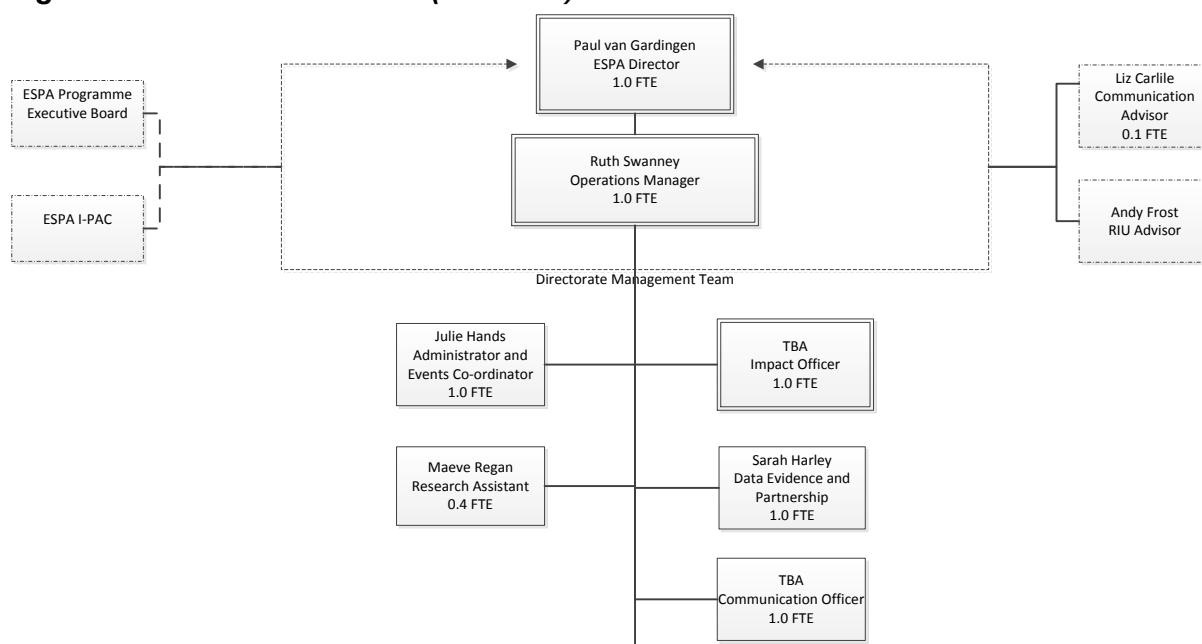 Paul van Gardingen
ESPA Director
1.0 FTE
ESPA Programme
Executive Board
Liz Carlile
Communication
Advisor
0.1 FTE
Ruth Swanney
Operations Manager
1.0 FTE
ESPA I-PAC
Andy Frost
RIU Advisor
Directorate Management Team
Julie Hands
Administrator and
Events Co-ordinator
1.0 FTE
TBA
Impact Officer
1.0 FTE
Maeve Regan
Research Assistant
0.4 FTE
Sarah Harley
Data Evidence and
Partnership
1.0 FTE
TBA
Communication Officer
1.0 FTE